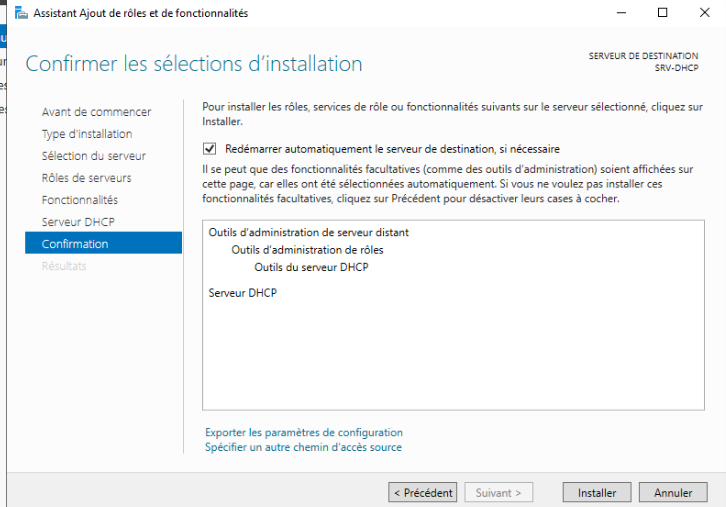 Assistant Ajout de rôles et de fonctionnalités
Confirmer les sélections d'installation
SERVEUR DE DESTINATION
SRV-DHCP
Avant de commencer
Type d'installation
Sélection du serveur
Rôles de serveurs
Fonctionnalités
Serveur DHCP
Confirmation
Résultats
Pour installer les rôles, services de rôle ou fonctionnalités suivants sur le serveur sélectionné, cliquez sur
Installer.
Redémarrer automatiquement le serveur de destination, si nécessaire
Il se peut que des fonctionnalités facultatives (comme des outils d'administration) soient affichées sur
cette page, car elles ont été sélectionnées automatiquement. Si vous ne voulez pas installer ces
fonctionnalités facultatives, cliquez sur Précédent pour désactiver leurs cases à cocher.
Outils d'administration de serveur distant
Outils d'administration de rôles
Outils du serveur DHCP
Serveur DHCP
Exporter les paramètres de configuration
Spécifier un autre chemin d'accès source
< Précédent
Suivant >
Installer
Annuler